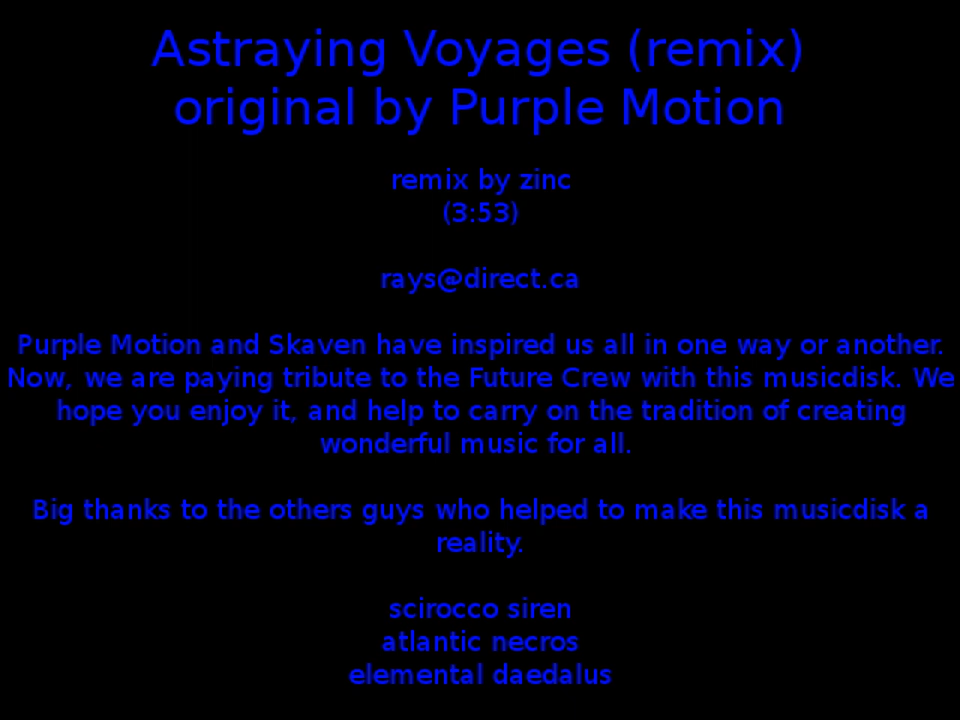 Astraying Voyages (remix)
original by Purple Motion
remix by zinc
(3:53)
rays@direct.ca
Purple Motion and Skaven have inspired us all in one way or another.
Now, we are paying tribute to the Future Crew with this musicdisk. We
hope you enjoy it, and help to carry on the tradition of creating
wonderful music for all.
Big thanks to the others guys who helped to make this musicdisk a
reality.
scirocco siren
atlantic necros
elemental daedalus